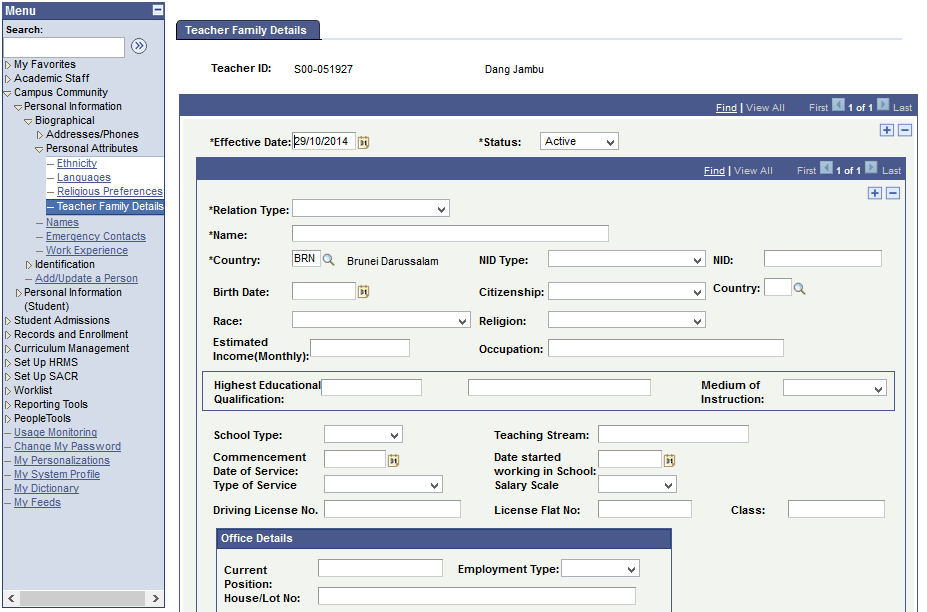 Menu
Search:
My Favorites
Academic Staff
Campus Community
Personal Information
Biographical
Addresses/Phones
Personal Attributes
Ethnicity
Languages
Religious Preferences
Teacher Family Details
Names
Emergency Contacts
Work Experience
Identification
Add/Update a Person
Personal Information
(Student)
Student Admissions
Records and Enrollment
Curriculum Management
Set Up HRMS
Set Up SACR
Worklist
Reporting Tools
PeopleTools
Usage Monitoring
Change My Password
My Personalizations
My System Profile
My Dictionary
My Feeds
Teacher Family Details
Teacher ID: S00-051927 Dang Jambu
Find | View All First 1 of 1 Last
*Effective Date: 29/10/2014 31 *Status: Active
Find | View All First 1 of 1 Last
*Relation Type:
*Name:
*Country: BRN Brunei Darussalam NID Type: NID:
Birth Date: 31 Citizenship: Country:
Race: Religion:
Estimated
Income(Monthly): Occupation:
Highest Educational Medium of
Qualification: Instruction:
School Type: Teaching Stream:
Commencement Date started
Date of Service: 31 working in School: 31
Type of Service Salary Scale
Driving License No. License Flat No: Class:
Office Details
Current Employment Type:
Position:
House/Lot No: